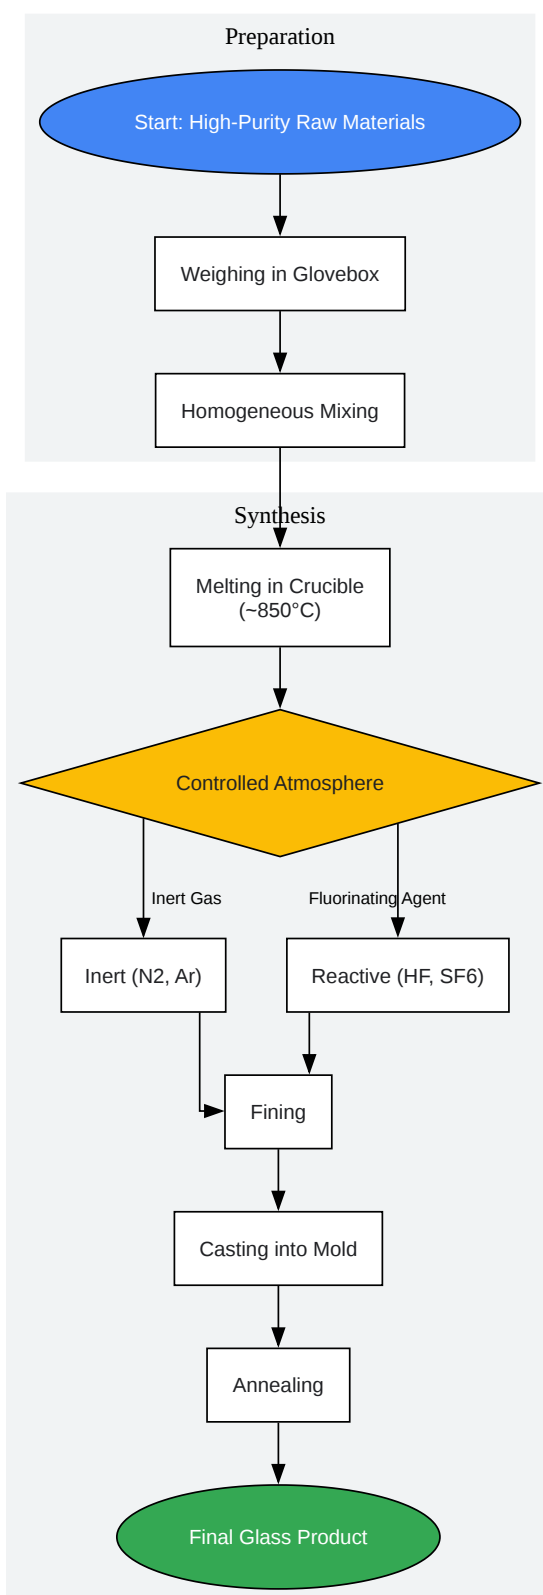 Preparation
Start: High-Purity Raw Materials
Weighing in Glovebox
Homogeneous Mixing
Synthesis
Melting in Crucible
(~850°C)
Controlled Atmosphere
Inert Gas
Fluorinating Agent
Inert (N2, Ar)
Reactive (HF, SF6)
Fining
Casting into Mold
Annealing
Final Glass Product